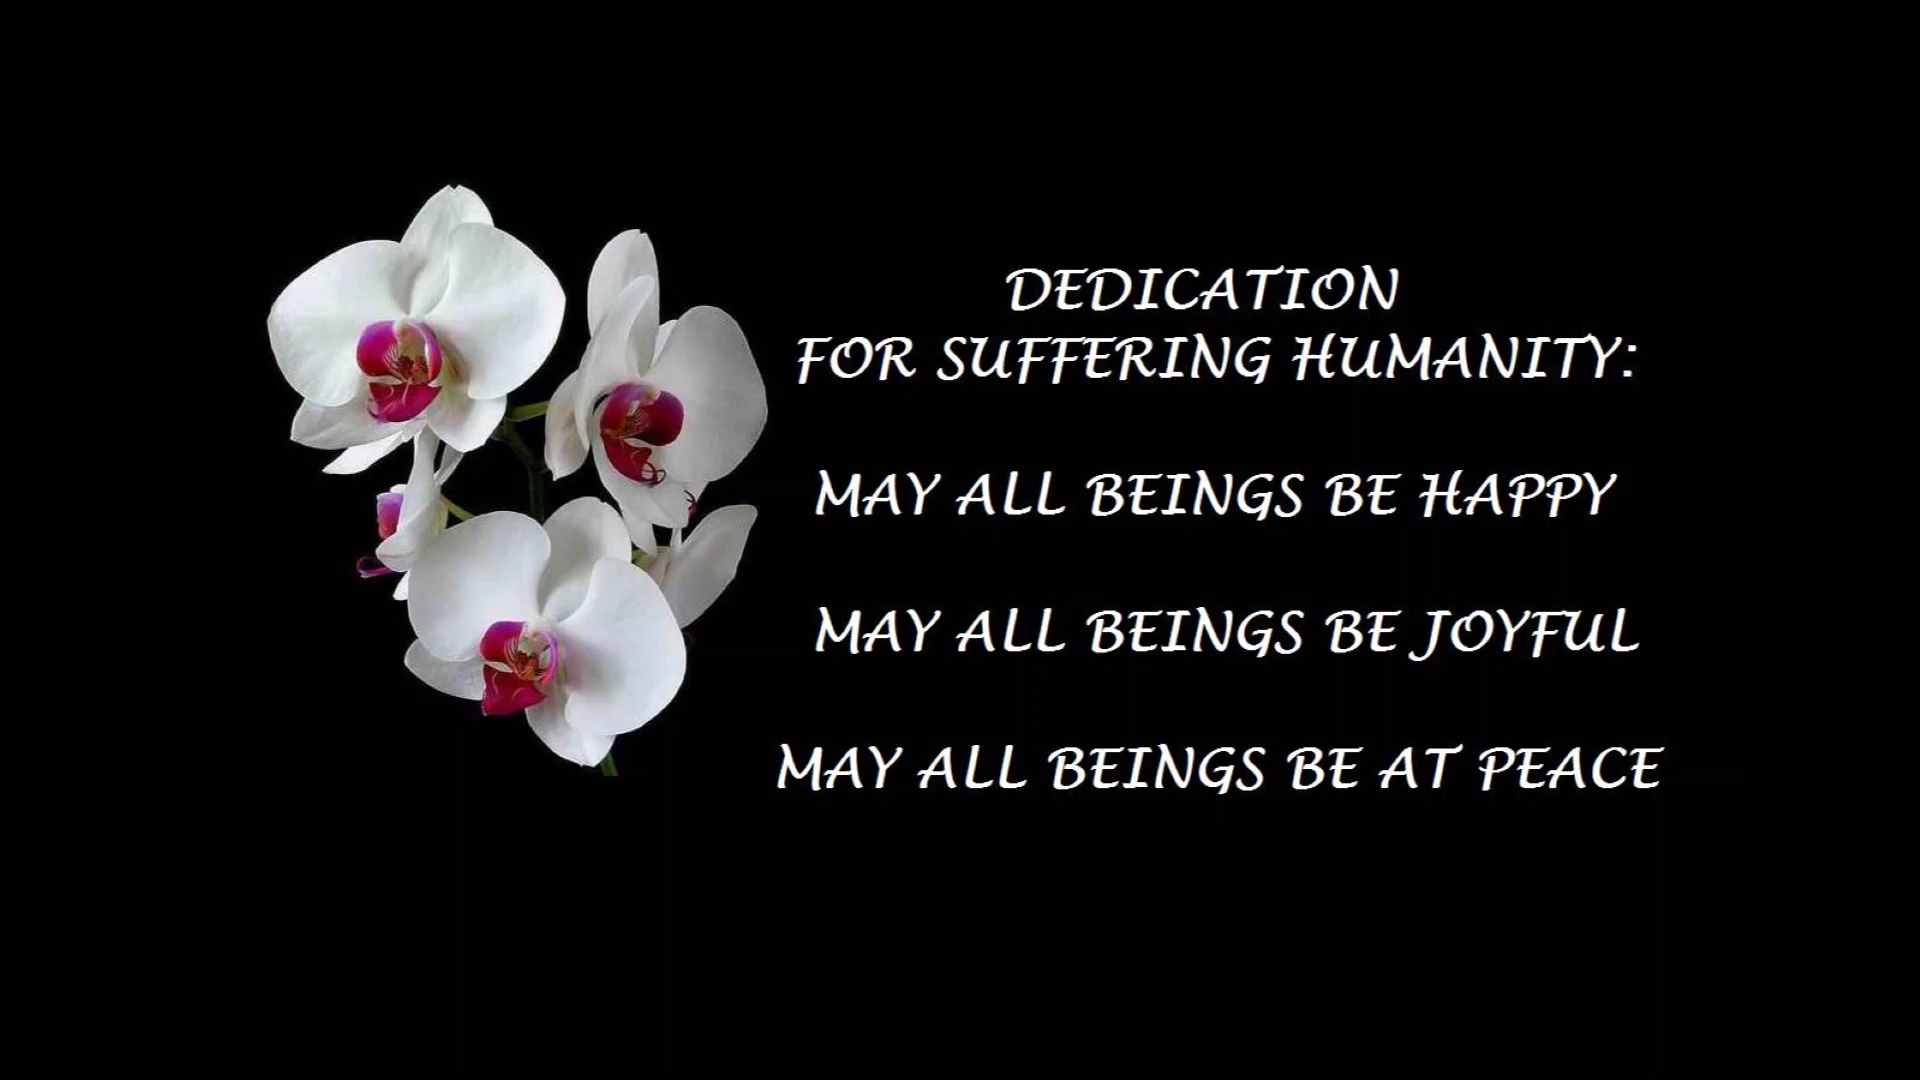 DEDICATION
FOR SUFFERING HUMANITY:
MAY ALL BEINGS BE HAPPY
MAY ALL BEINGS BE JOYFUL
MAY ALL BEINGS BE AT PEACE